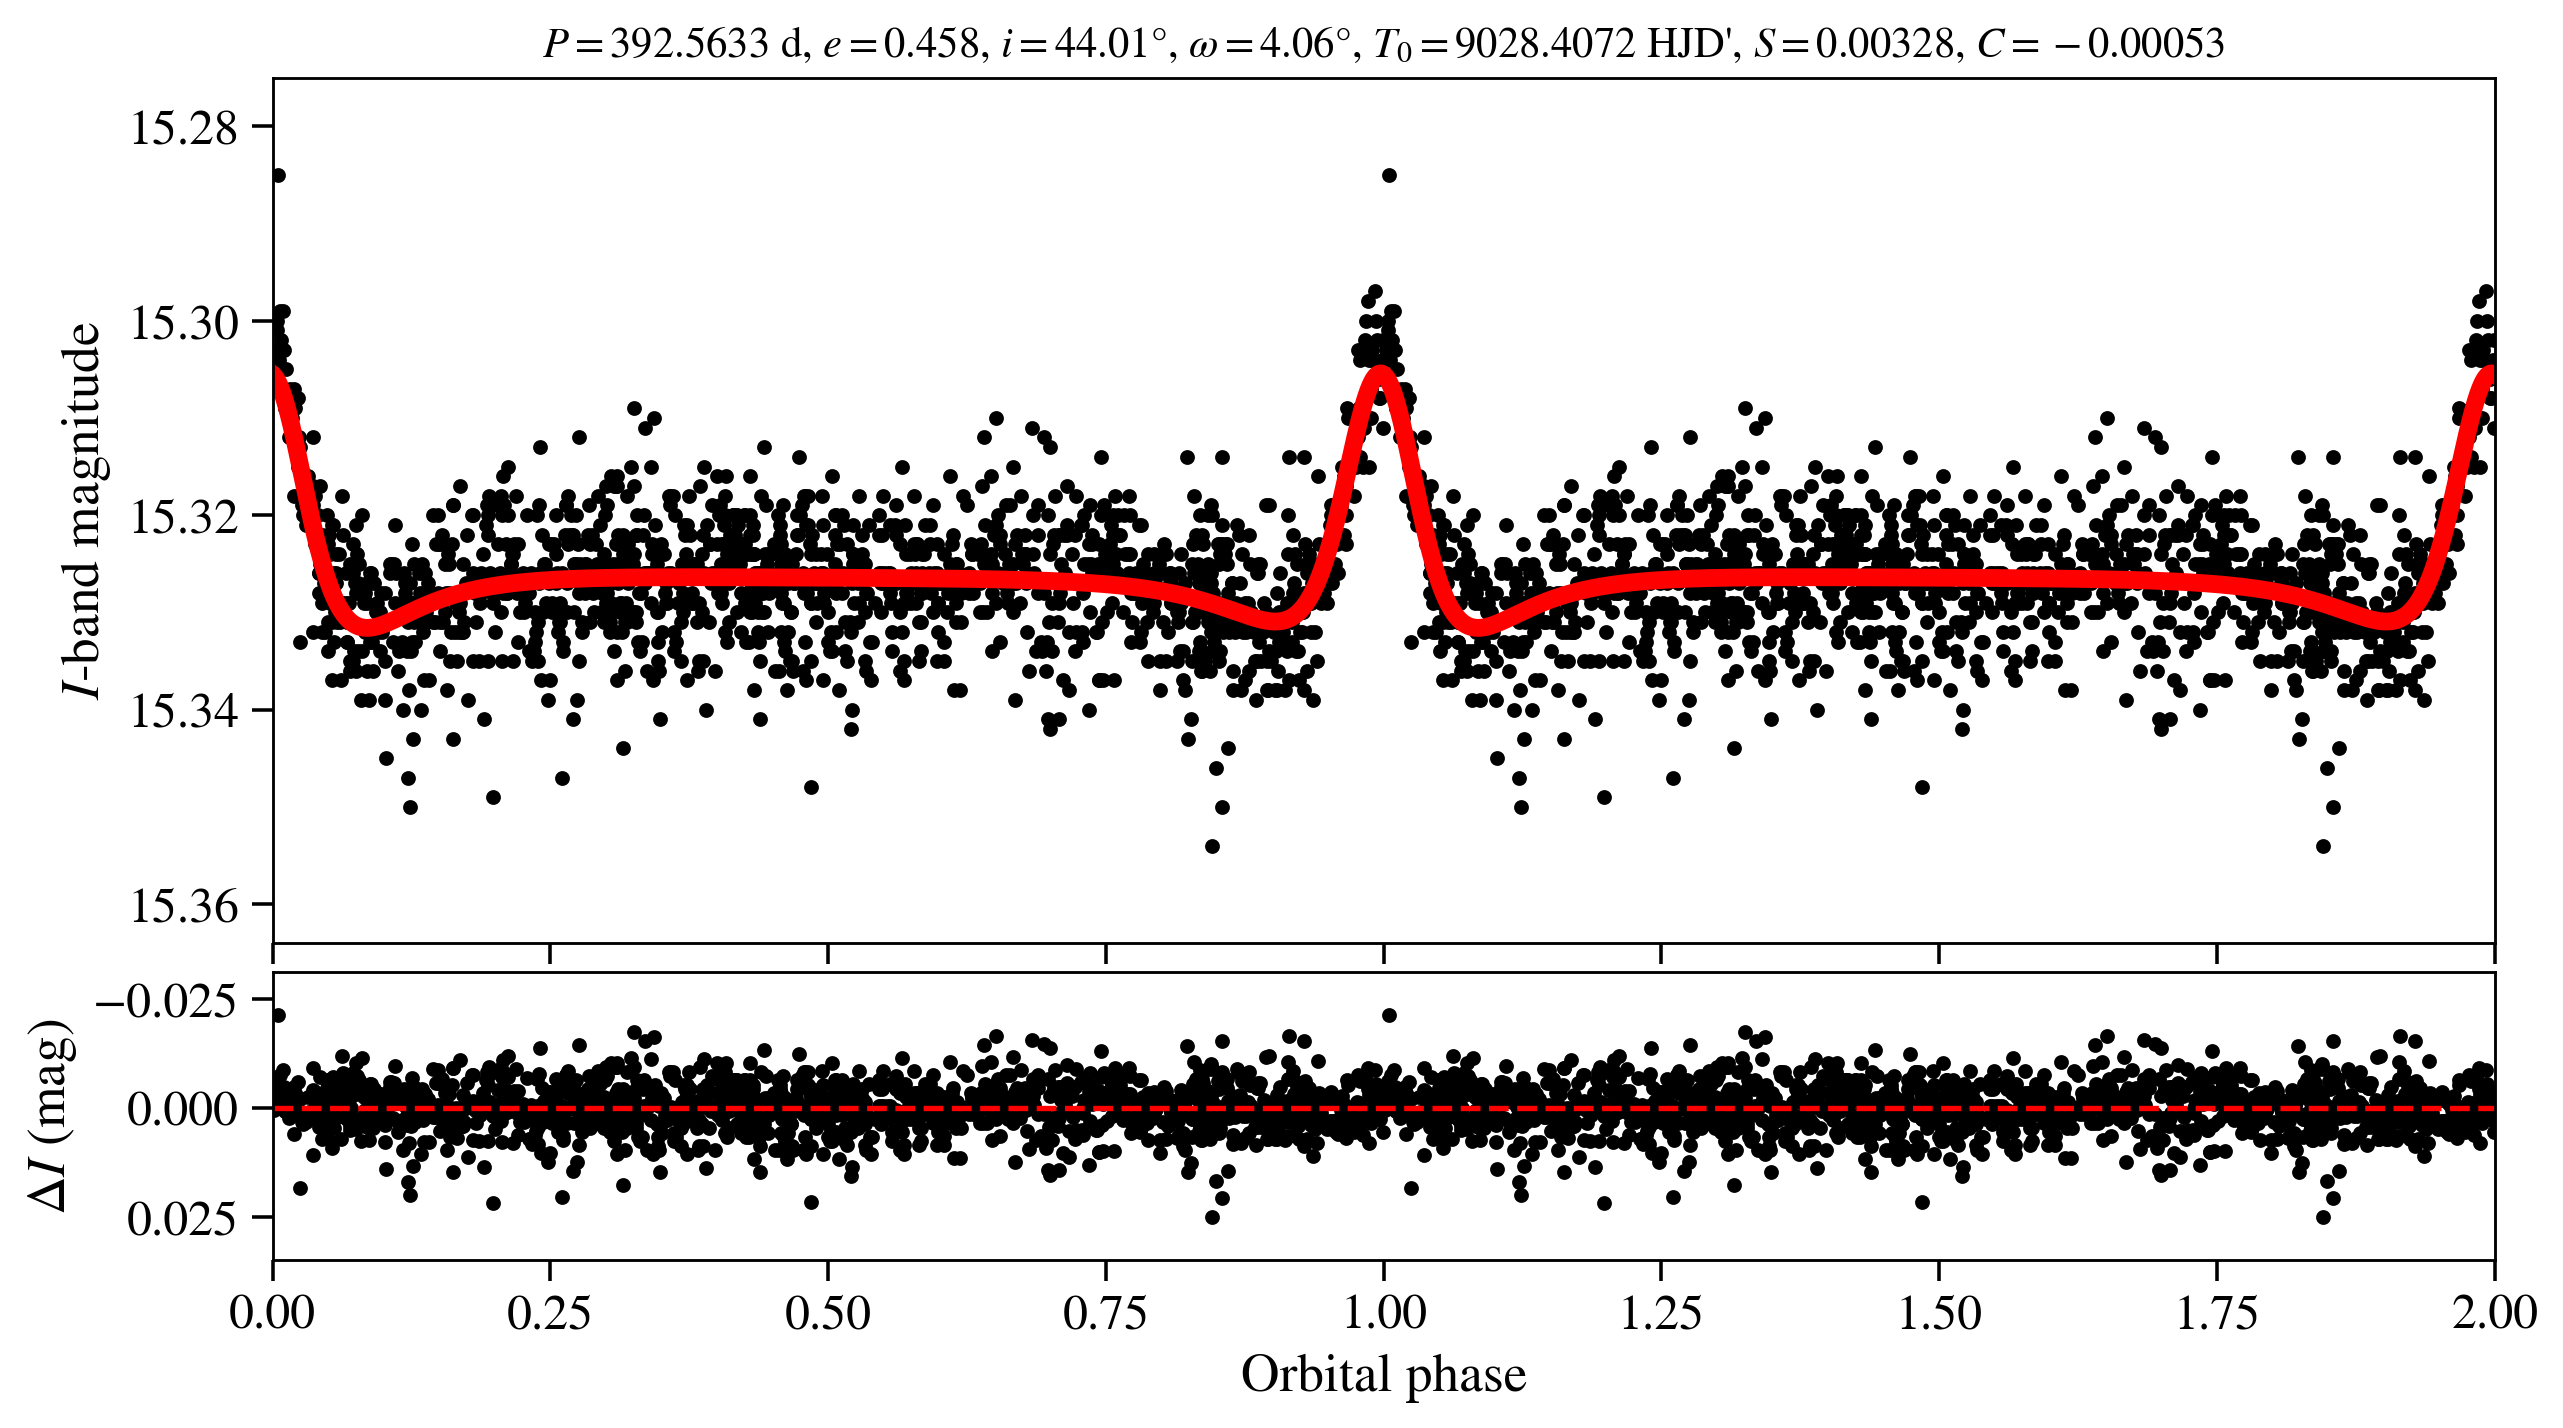 P = 392.5633 d, e = 0.458, i = 44.01°, ω = 4.06°, T₀ = 9028.4072 HJD', S = 0.00328, C = −0.00053
15.28
15.30
15.32
15.34
15.36
I-band magnitude
−0.025
0.000
0.025
ΔI (mag)
0.00 0.25 0.50 0.75 1.00 1.25 1.50 1.75 2.00
Orbital phase